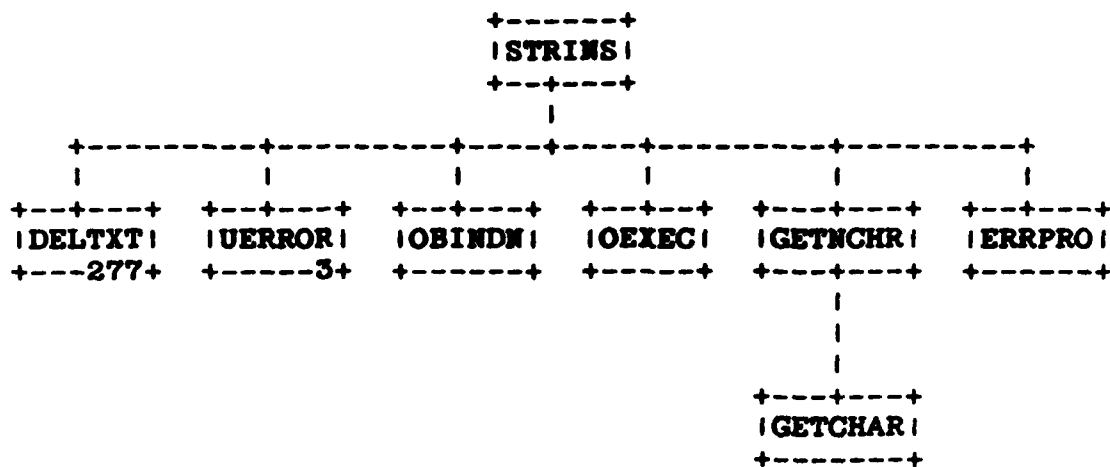 STRINS
DELTXT UERROR OBINDN OEXEC GETNCHR ERRPRO
277 3
GETCHAR